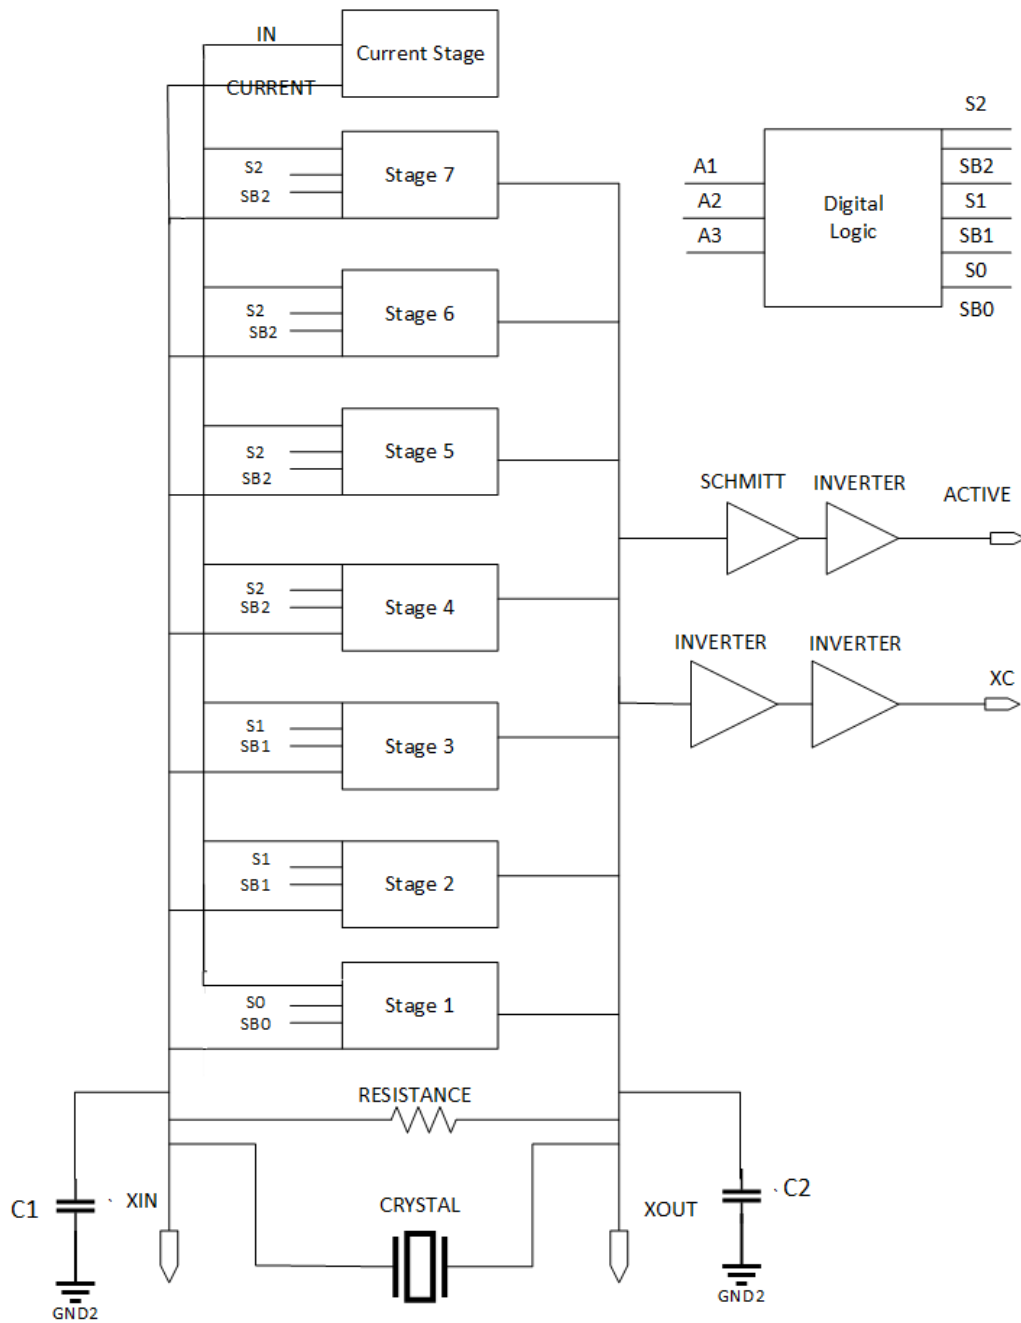 IN
Current Stage
CURRENT
S2
Stage 7
S2
SB2
A1
SB2
A2
Digital
Logic
S1
A3
SB1
S0
SB0
Stage 6
S2
SB2
Stage 5
S2
SB2
SCHMITT
INVERTER
ACTIVE
Stage 4
S2
SB2
INVERTER
INVERTER
XC
Stage 3
S1
SB1
Stage 2
S1
SB1
Stage 1
S0
SB0
RESISTANCE
C1
XIN
CRYSTAL
XOUT
C2
GND2
GND2